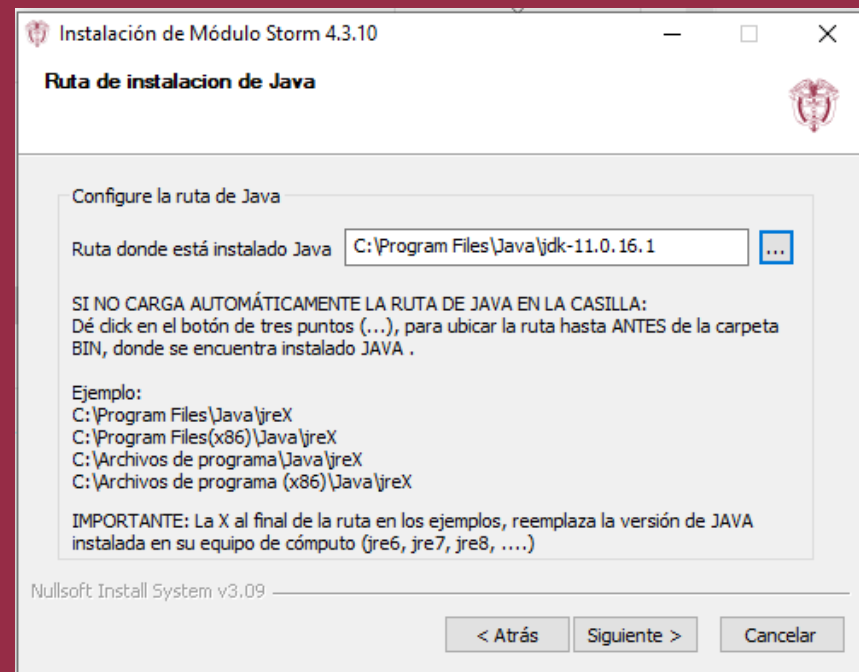 Instalación de Módulo Storm 4.3.10
Ruta de instalacion de Java
Configure la ruta de Java
Ruta donde está instalado Java C:\Program Files\Java\jdk-11.0.16.1 ...
SI NO CARGA AUTOMÁTICAMENTE LA RUTA DE JAVA EN LA CASILLA:
Dé click en el botón de tres puntos (...), para ubicar la ruta hasta ANTES de la carpeta
BIN, donde se encuentra instalado JAVA .
Ejemplo:
C:\Program Files\Java\jreX
C:\Program Files(x86)\Java\jreX
C:\Archivos de programa\Java\jreX
C:\Archivos de programa (x86)\Java\jreX
IMPORTANTE: La X al final de la ruta en los ejemplos, reemplaza la versión de JAVA
instalada en su equipo de cómputo (jre6, jre7, jre8, ....)
Nullsoft Install System v3.09
< Atrás Siguiente > Cancelar